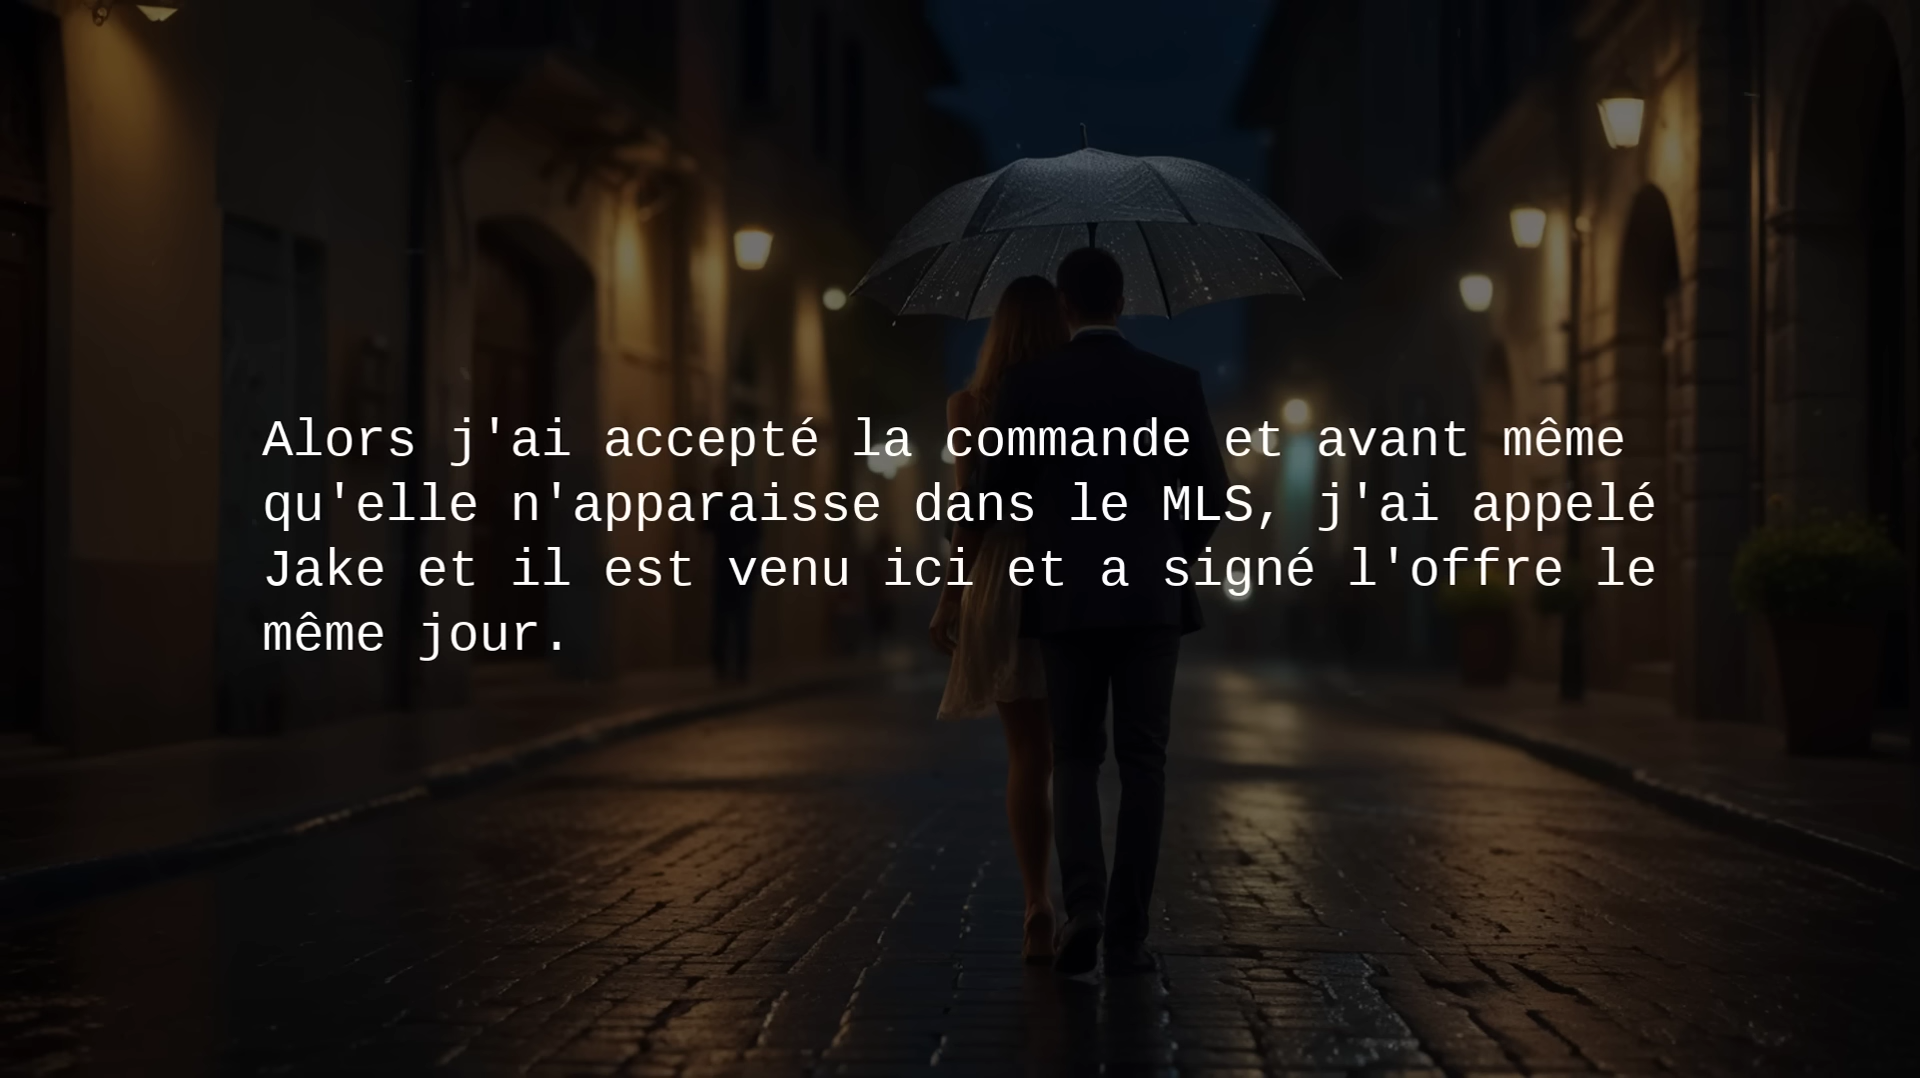 Alors j'ai accepté la commande et avant même
qu'elle n'apparaisse dans le MLS, j'ai appelé
Jake et il est venu ici et a signé l'offre le
même jour.